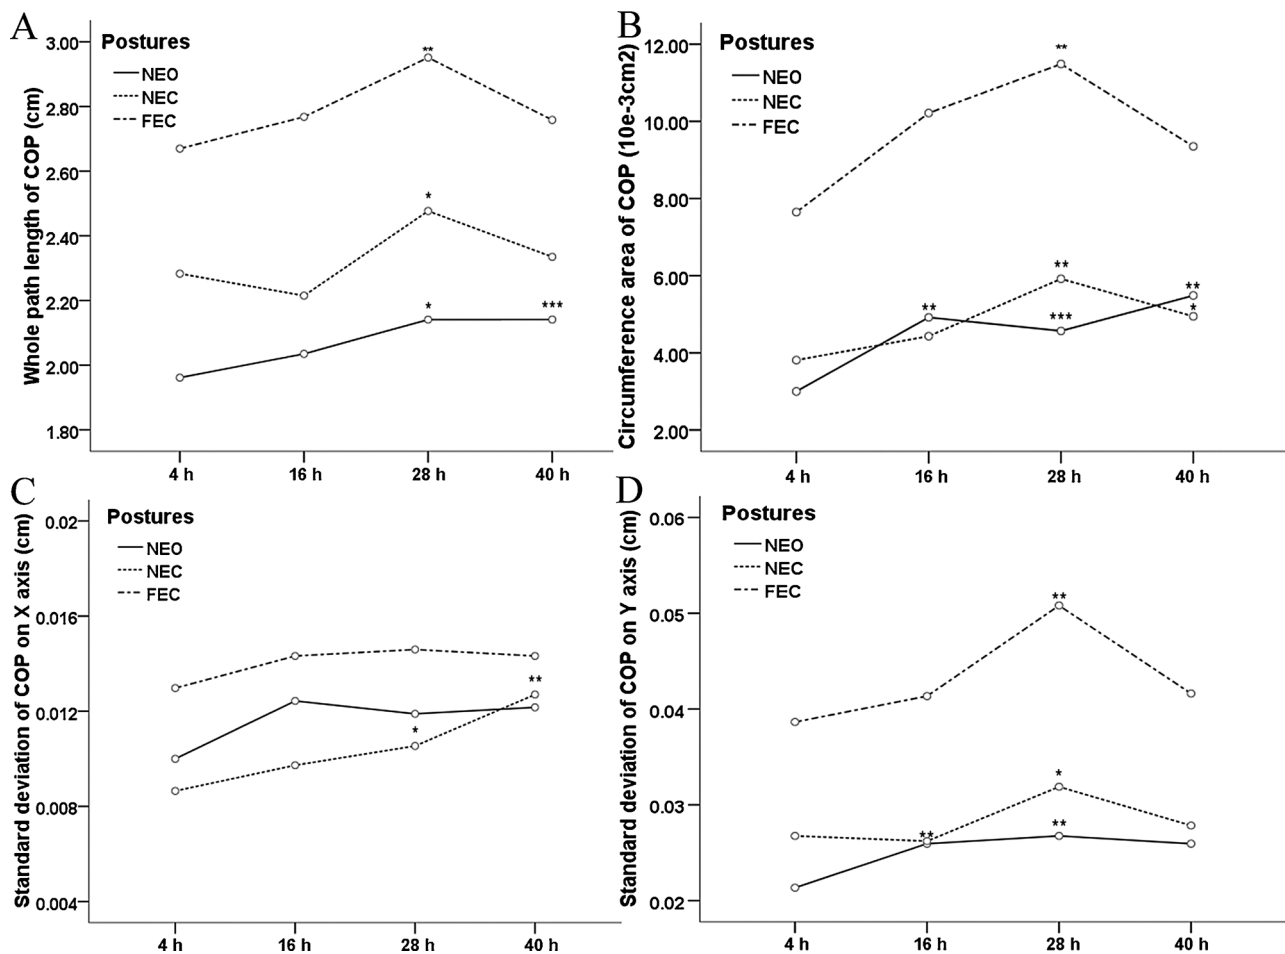 A
Postures
NEO
NEC
FEC
Whole path length of COP (cm)
3.00
2.80
2.60
2.40
2.20
2.00
1.80
**
*
*
***
4 h 16 h 28 h 40 h
B
Postures
NEO
NEC
FEC
Circumference area of COP (10e-3cm2)
12.00
10.00
8.00
6.00
4.00
2.00
**
**
**
***
**
*
4 h 16 h 28 h 40 h
C
Postures
NEO
NEC
FEC
Standard deviation of COP on X axis (cm)
0.02
0.016
0.012
0.008
0.004
**
*
4 h 16 h 28 h 40 h
D
Postures
NEO
NEC
FEC
Standard deviation of COP on Y axis (cm)
0.06
0.05
0.04
0.03
0.02
**
*
**
**
4 h 16 h 28 h 40 h